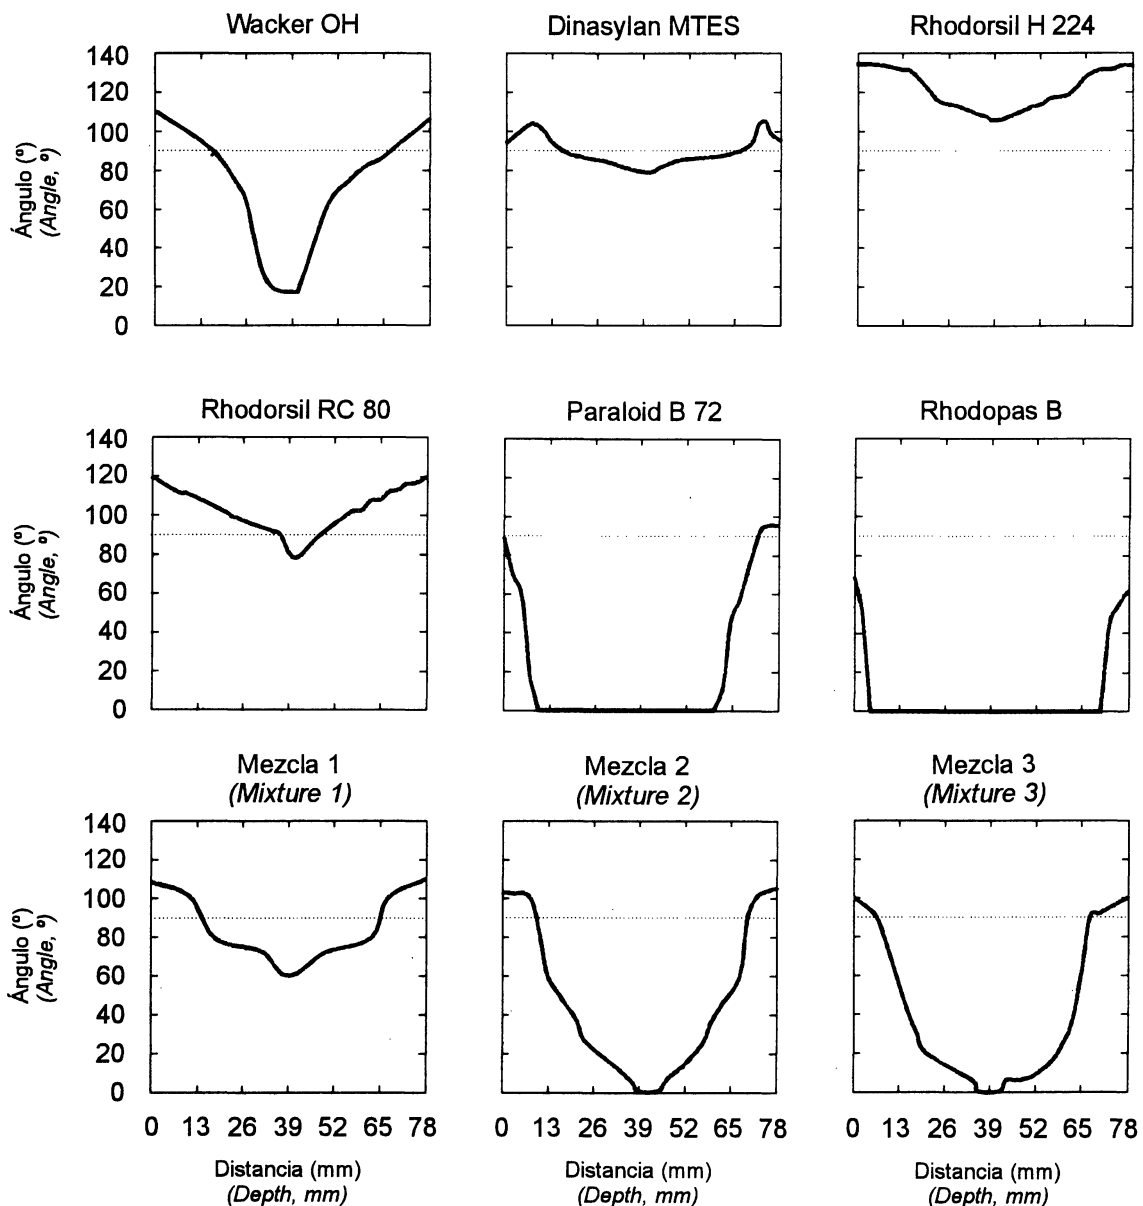 Wacker OH
Dinasylan MTES
Rhodorsil H 224
140
120
100
80
60
40
20
0
Ángulo (º)
(Angle, º)
Rhodorsil RC 80
Paraloid B 72
Rhodopas B
140
120
100
80
60
40
20
0
Ángulo (º)
(Angle, º)
Mezcla 1
(Mixture 1)
Mezcla 2
(Mixture 2)
Mezcla 3
(Mixture 3)
140
120
100
80
60
40
20
0
Ángulo (º)
(Angle, º)
0 13 26 39 52 65 78
0 13 26 39 52 65 78
0 13 26 39 52 65 78
Distancia (mm)
(Depth, mm)
Distancia (mm)
(Depth, mm)
Distancia (mm)
(Depth, mm)